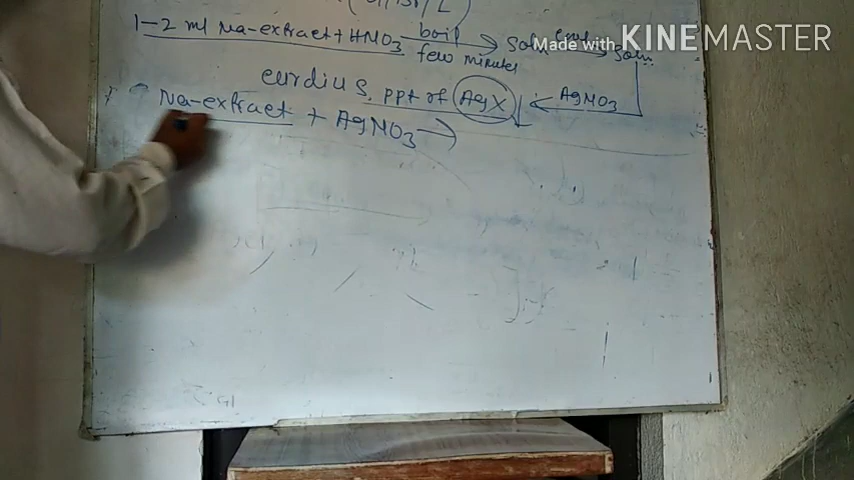 1-2 ml Na-extract + HNO3 boil few minutes Soln cool Soln.
Made with KINEMASTER
curdius ppt of AgX ↓ ← AgNO3
Na-extract + AgNO3 →